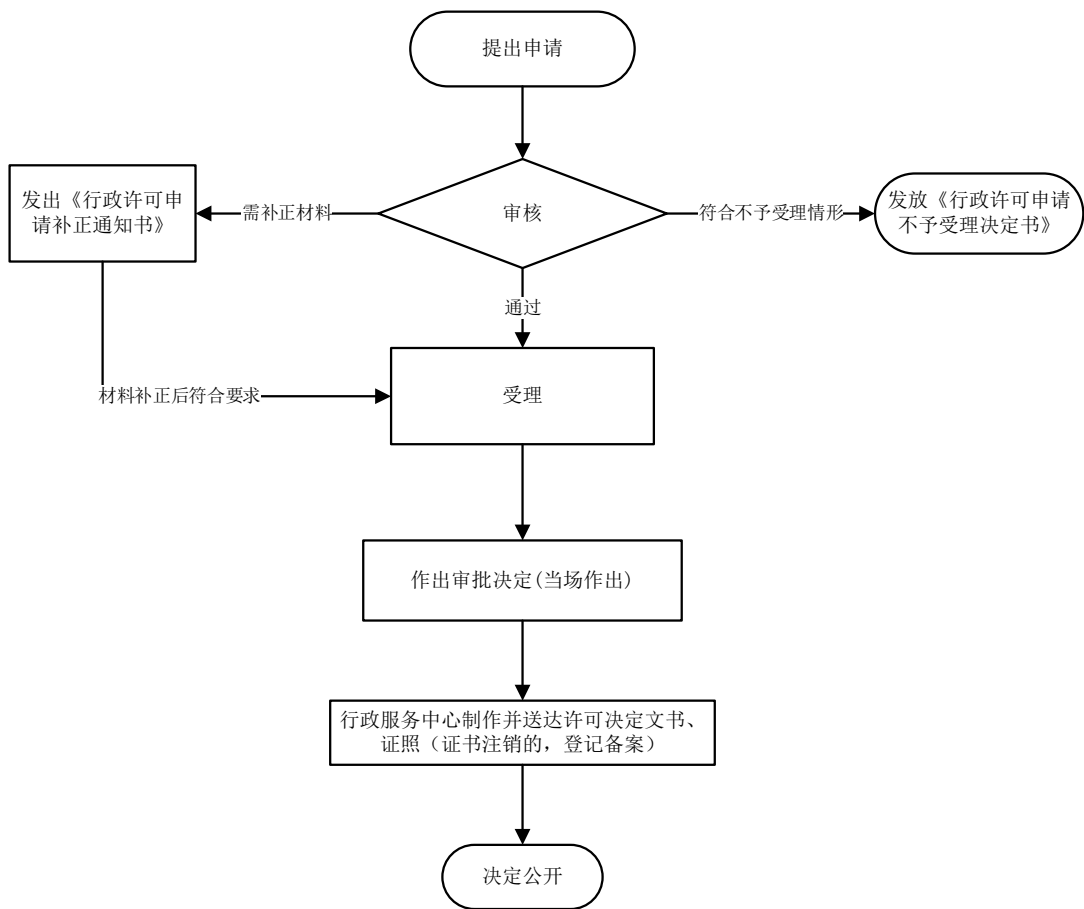 提出申请
发出《行政许可申
请补正通知书》
需补正材料
审核
符合不予受理情形
发放《行政许可申请
不予受理决定书》
通过
材料补正后符合要求
受理
作出审批决定(当场作出)
行政服务中心制作并送达许可决定文书、
证照（证书注销的，登记备案）
决定公开